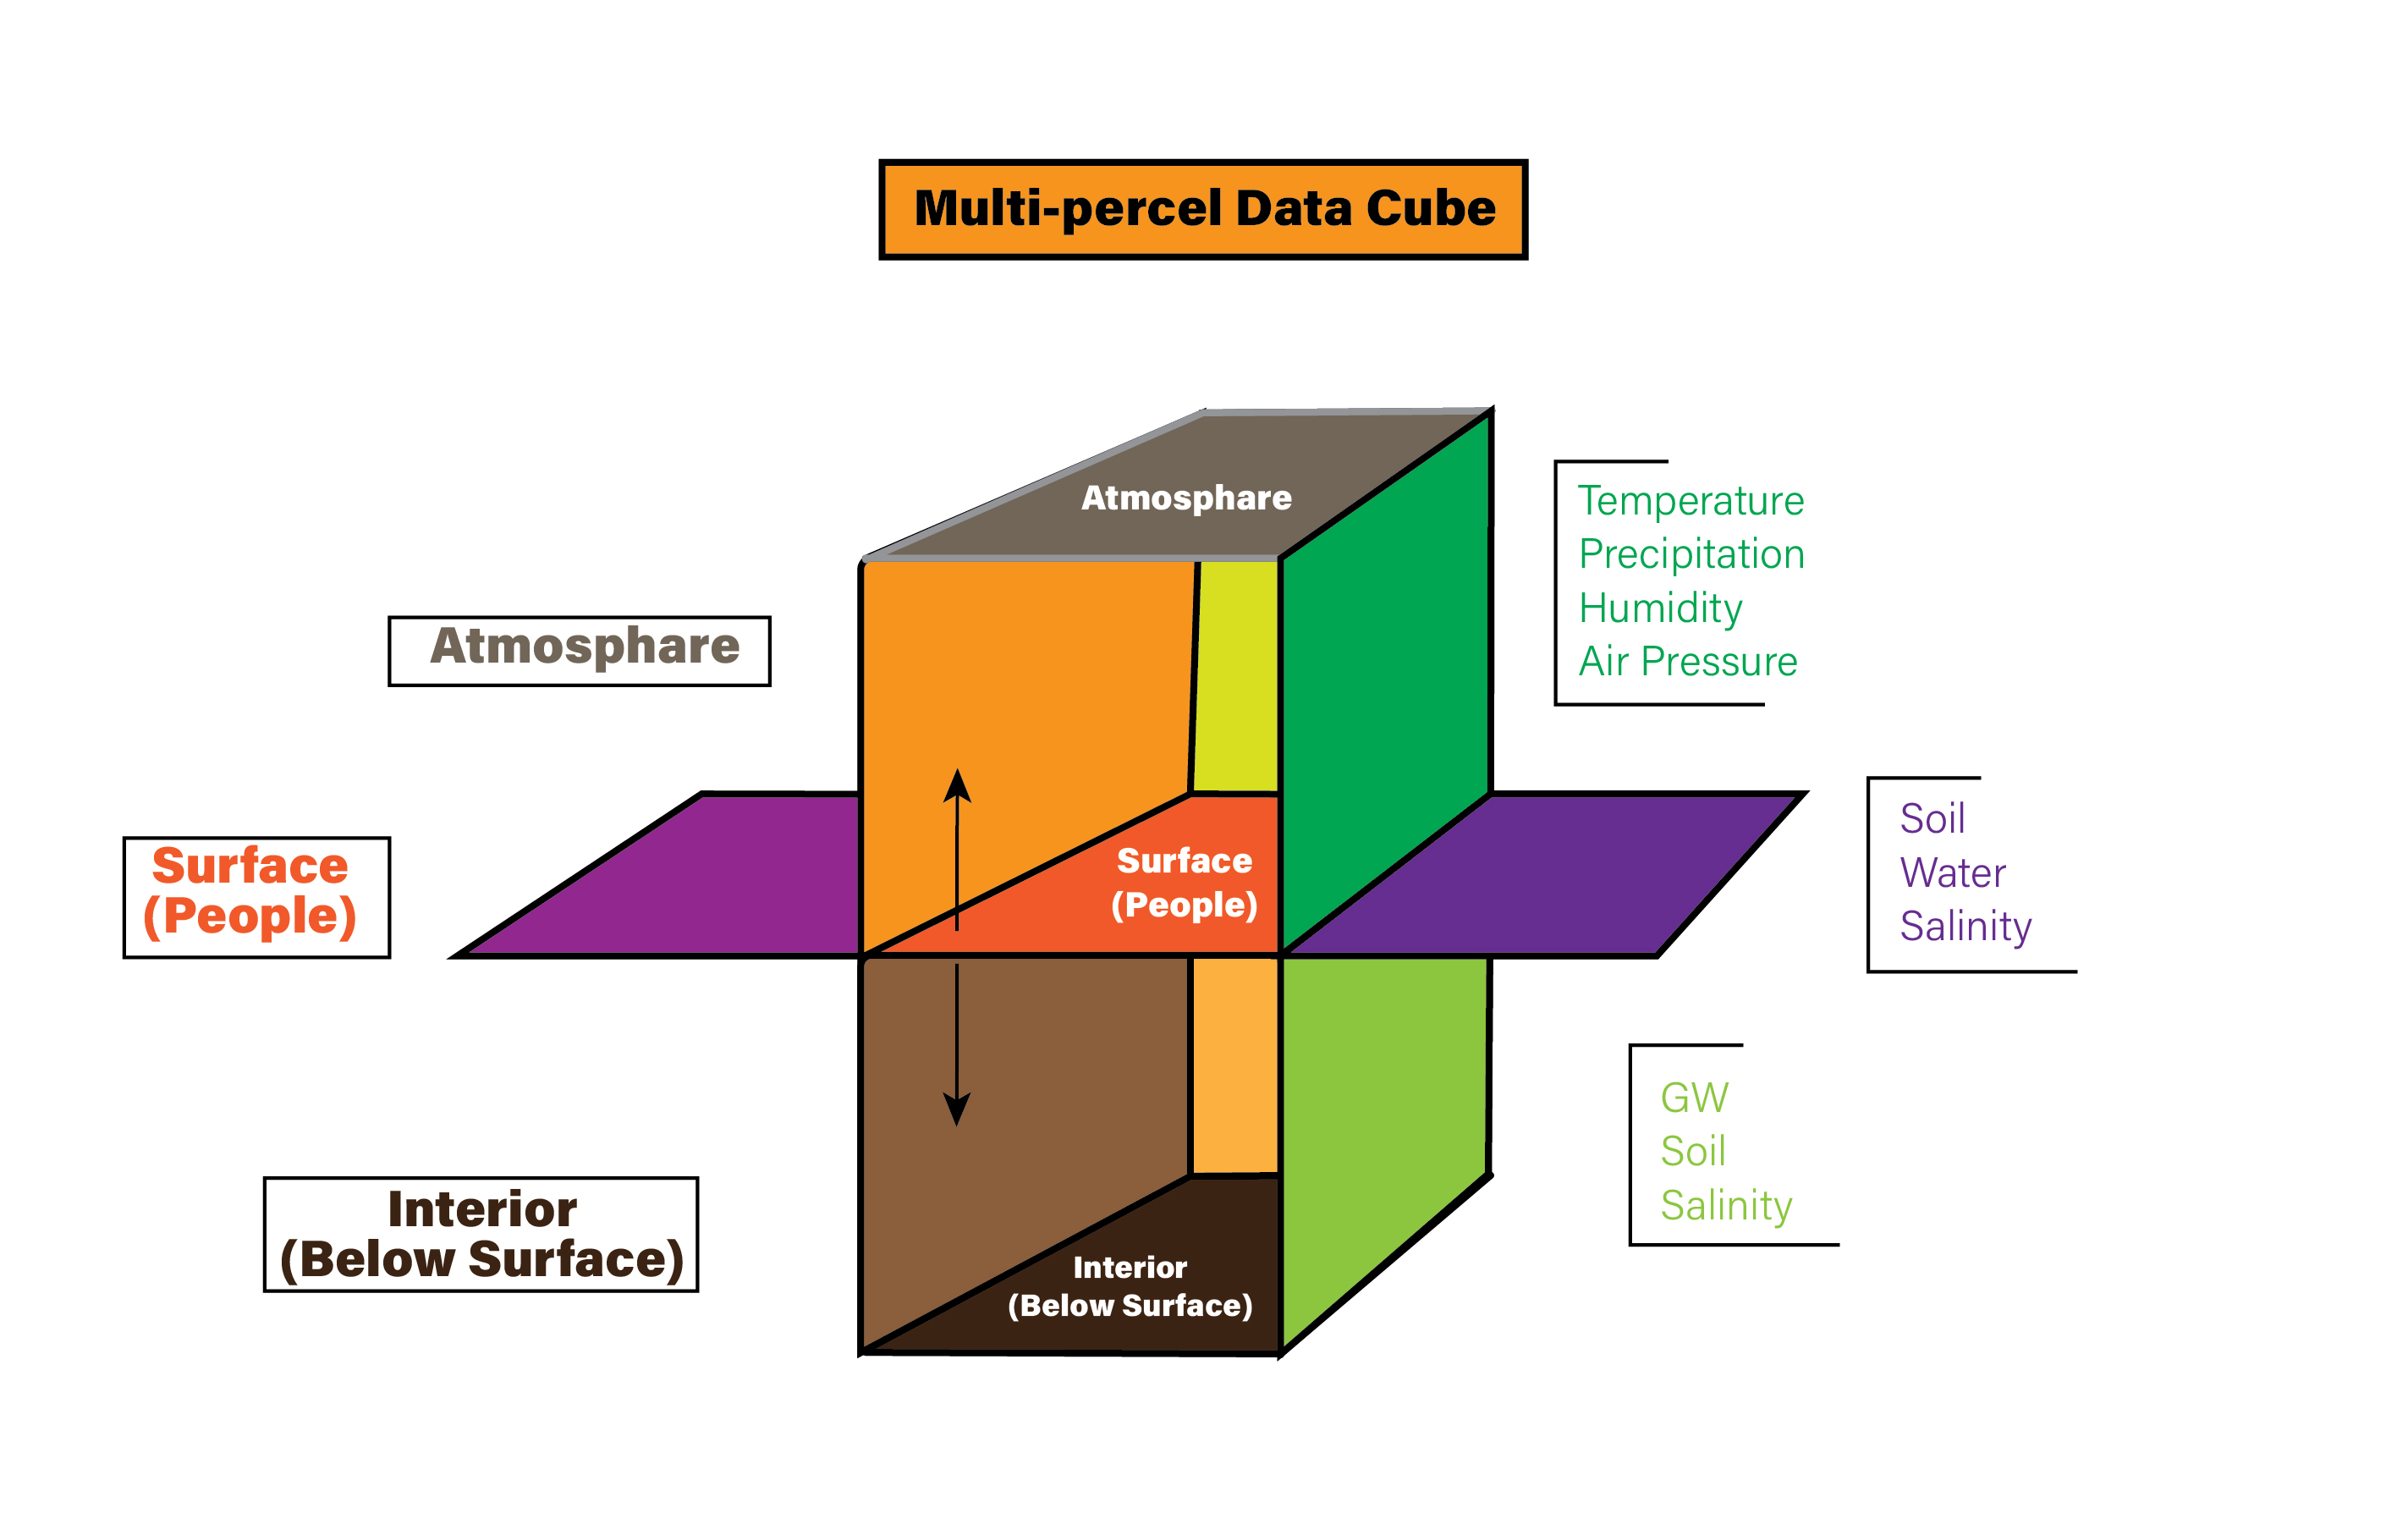 Multi-percel Data Cube
Atmosphare
Temperature
Precipitation
Humidity
Air Pressure
Atmosphare
Surface
(People)
Surface
(People)
Soil
Water
Salinity
GW
Soil
Salinity
Interior
(Below Surface)
Interior
(Below Surface)